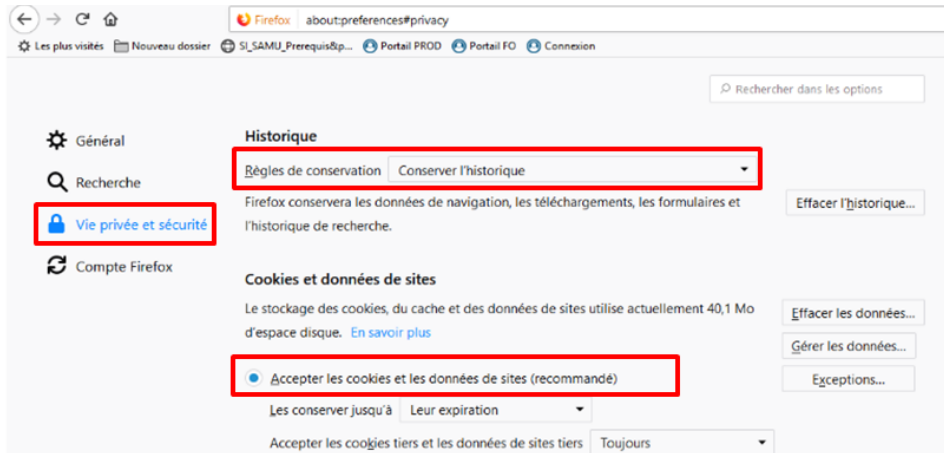 Firefox about:preferences#privacy
Les plus visités Nouveau dossier SI_SAMU_Prerequis&p... Portail PROD Portail FO Connexion
Rechercher dans les options
Général
Recherche
Vie privée et sécurité
Compte Firefox
Historique
Règles de conservation Conserver l'historique
Firefox conservera les données de navigation, les téléchargements, les formulaires et
l'historique de recherche.
Effacer l'historique...
Cookies et données de sites
Le stockage des cookies, du cache et des données de sites utilise actuellement 40,1 Mo
d'espace disque. En savoir plus
Effacer les données...
Gérer les données...
Accepter les cookies et les données de sites (recommandé)
Exceptions...
Les conserver jusqu'à Leur expiration
Accepter les cookies tiers et les données de sites tiers Toujours